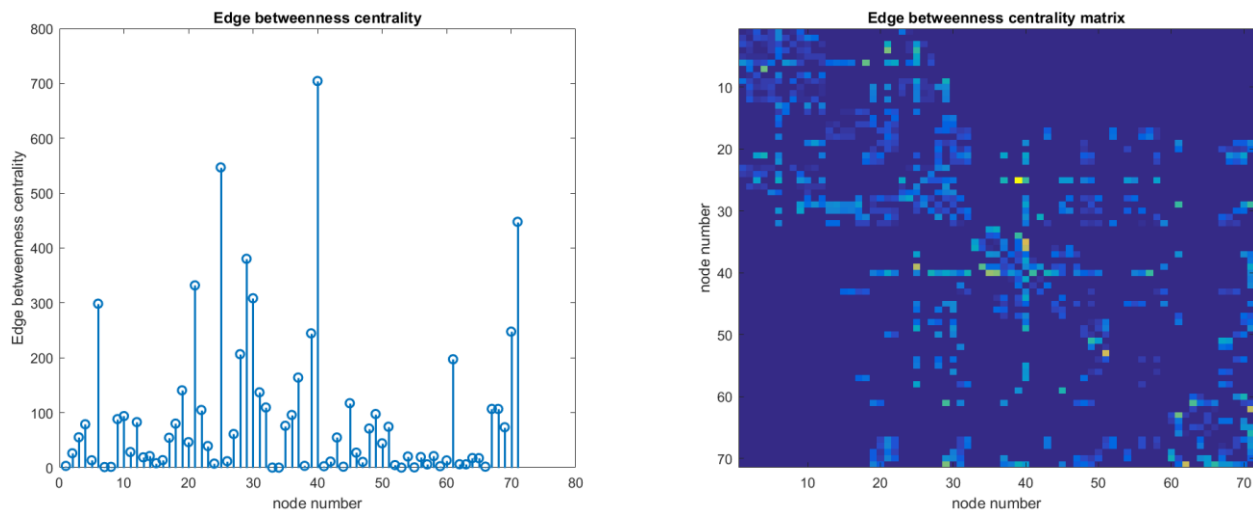 Edge betweenness centrality
800
700
600
500
400
300
200
100
0
Edge betweenness centrality
0 10 20 30 40 50 60 70 80
node number
Edge betweenness centrality matrix
10
20
30
40
50
60
70
node number
10 20 30 40 50 60 70
node number